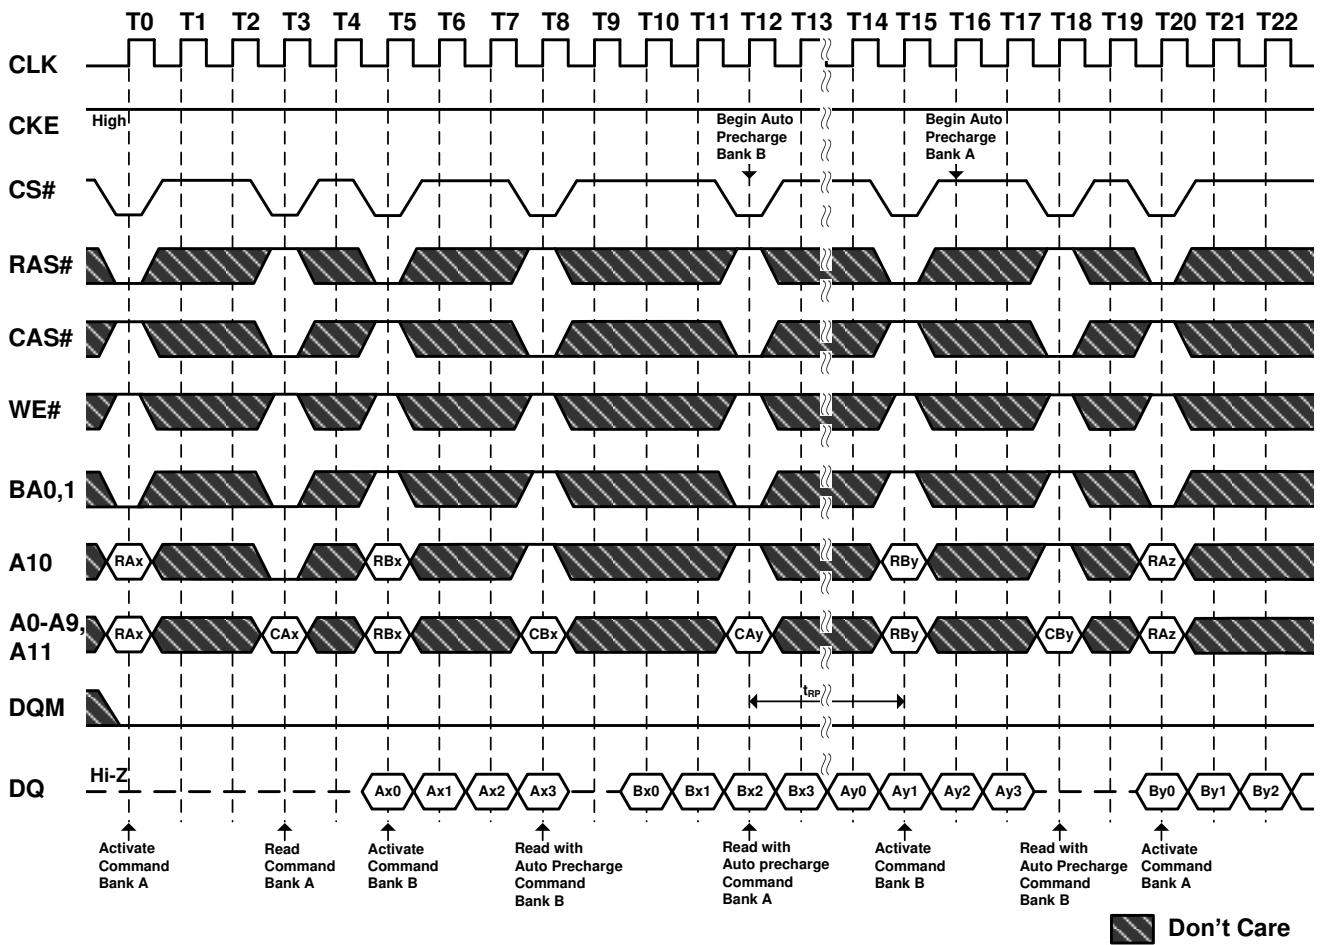 T0 T1 T2 T3 T4 T5 T6 T7 T8 T9 T10 T11 T12 T13 T14 T15 T16 T17 T18 T19 T20 T21 T22
CLK
CKE
High
Begin Auto
Precharge
Bank B
Begin Auto
Precharge
Bank A
CS#
RAS#
CAS#
WE#
BA0,1
A10
RAx RBx RBy RAz
A0-A9,
A11
RAx CAx RBx CBx CAy RBy CBy RAz
DQM
tRP
DQ
Hi-Z
Ax0 Ax1 Ax2 Ax3 Bx0 Bx1 Bx2 Bx3 Ay0 Ay1 Ay2 Ay3 By0 By1 By2
Activate
Command
Bank A
Read
Command
Bank A
Activate
Command
Bank B
Read with
Auto Precharge
Command
Bank B
Read with
Auto precharge
Command
Bank A
Activate
Command
Bank B
Read with
Auto Precharge
Command
Bank B
Activate
Command
Bank A
Don't Care